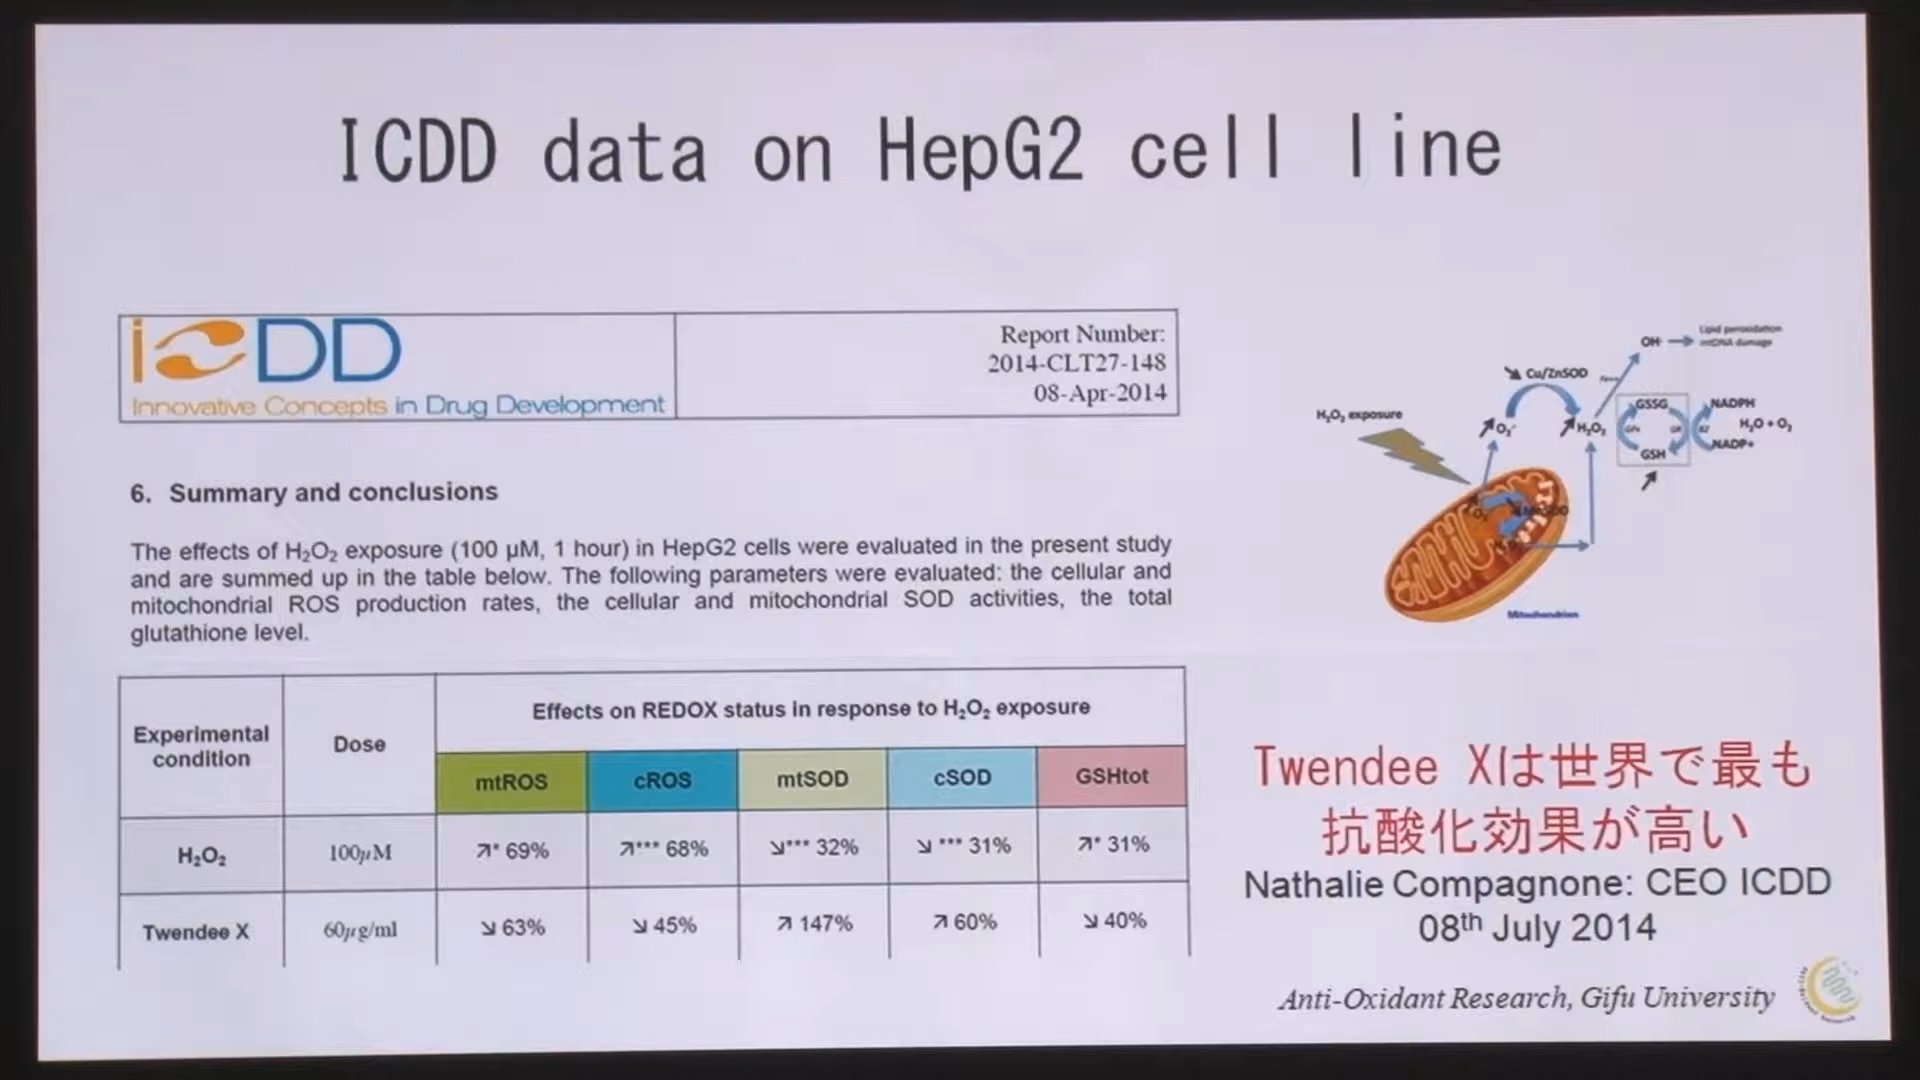 ICDD data on HepG2 cell line
icDD
Innovative Concepts in Drug Development
Report Number:
2014-CLT27-148
08-Apr-2014
6. Summary and conclusions
The effects of H₂O₂ exposure (100 µM, 1 hour) in HepG2 cells were evaluated in the present study
and are summed up in the table below. The following parameters were evaluated: the cellular and
mitochondrial ROS production rates, the cellular and mitochondrial SOD activities, the total
glutathione level.
Experimental condition Dose Effects on REDOX status in response to H₂O₂ exposure
mtROS cROS mtSOD cSOD GSHtot
H₂O₂ 100µM ↗* 69% ↗*** 68% ↘*** 32% ↘ *** 31% ↗* 31%
Twendee X 60µg/ml ↘ 63% ↘ 45% ↗ 147% ↗ 60% ↘ 40%
OH· → Lipid peroxidation
mtDNA damage
↘ Cu/ZnSOD
H₂O₂ exposure
↗O₂·⁻ ↗H₂O₂
GSSG
GSH
NADPH
NADP+
H₂O + O₂
Mitochondrion
Twendee Xは世界で最も
抗酸化効果が高い
Nathalie Compagnone: CEO ICDD
08th July 2014
Anti-Oxidant Research, Gifu University